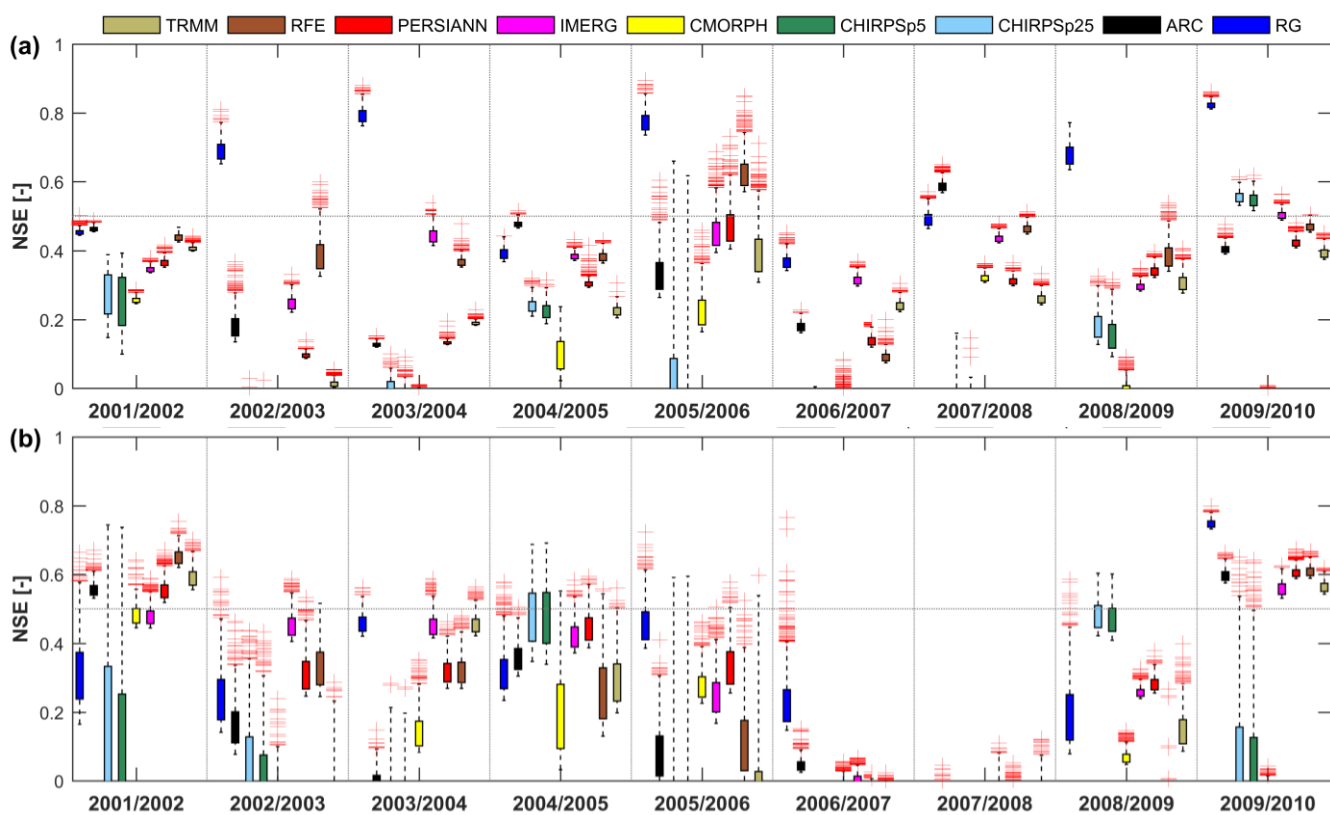 TRMM RFE PERSIANN IMERG CMORPH CHIRPSp5 CHIRPSp25 ARC RG
(a)
1
0.8
0.6
0.4
0.2
0
NSE [-]
2001/2002 2002/2003 2003/2004 2004/2005 2005/2006 2006/2007 2007/2008 2008/2009 2009/2010
(b)
1
0.8
0.6
0.4
0.2
0
NSE [-]
2001/2002 2002/2003 2003/2004 2004/2005 2005/2006 2006/2007 2007/2008 2008/2009 2009/2010